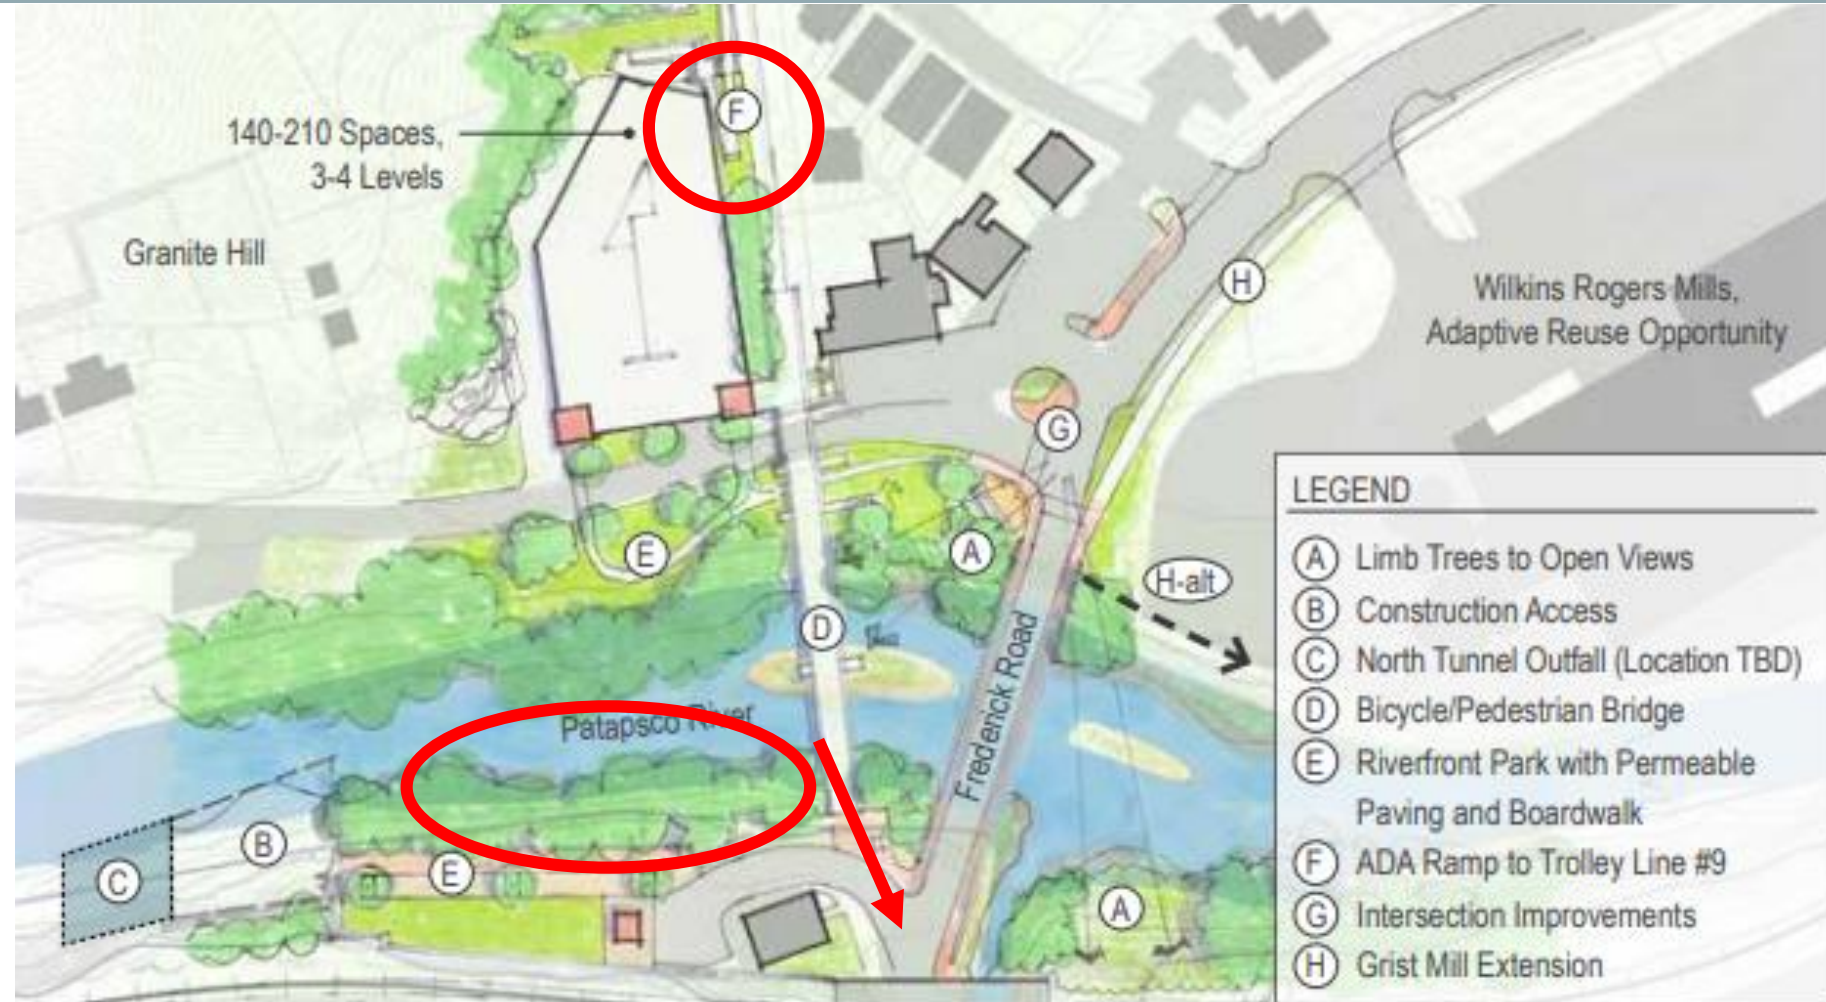 F
140-210 Spaces,
3-4 Levels
Granite Hill
H
Wilkins Rogers Mills,
Adaptive Reuse Opportunity
G
E
A
H-alt
D
Frederick Road
Patapsco River
B
C
E
A
LEGEND
A Limb Trees to Open Views
B Construction Access
C North Tunnel Outfall (Location TBD)
D Bicycle/Pedestrian Bridge
E Riverfront Park with Permeable
Paving and Boardwalk
F ADA Ramp to Trolley Line #9
G Intersection Improvements
H Grist Mill Extension